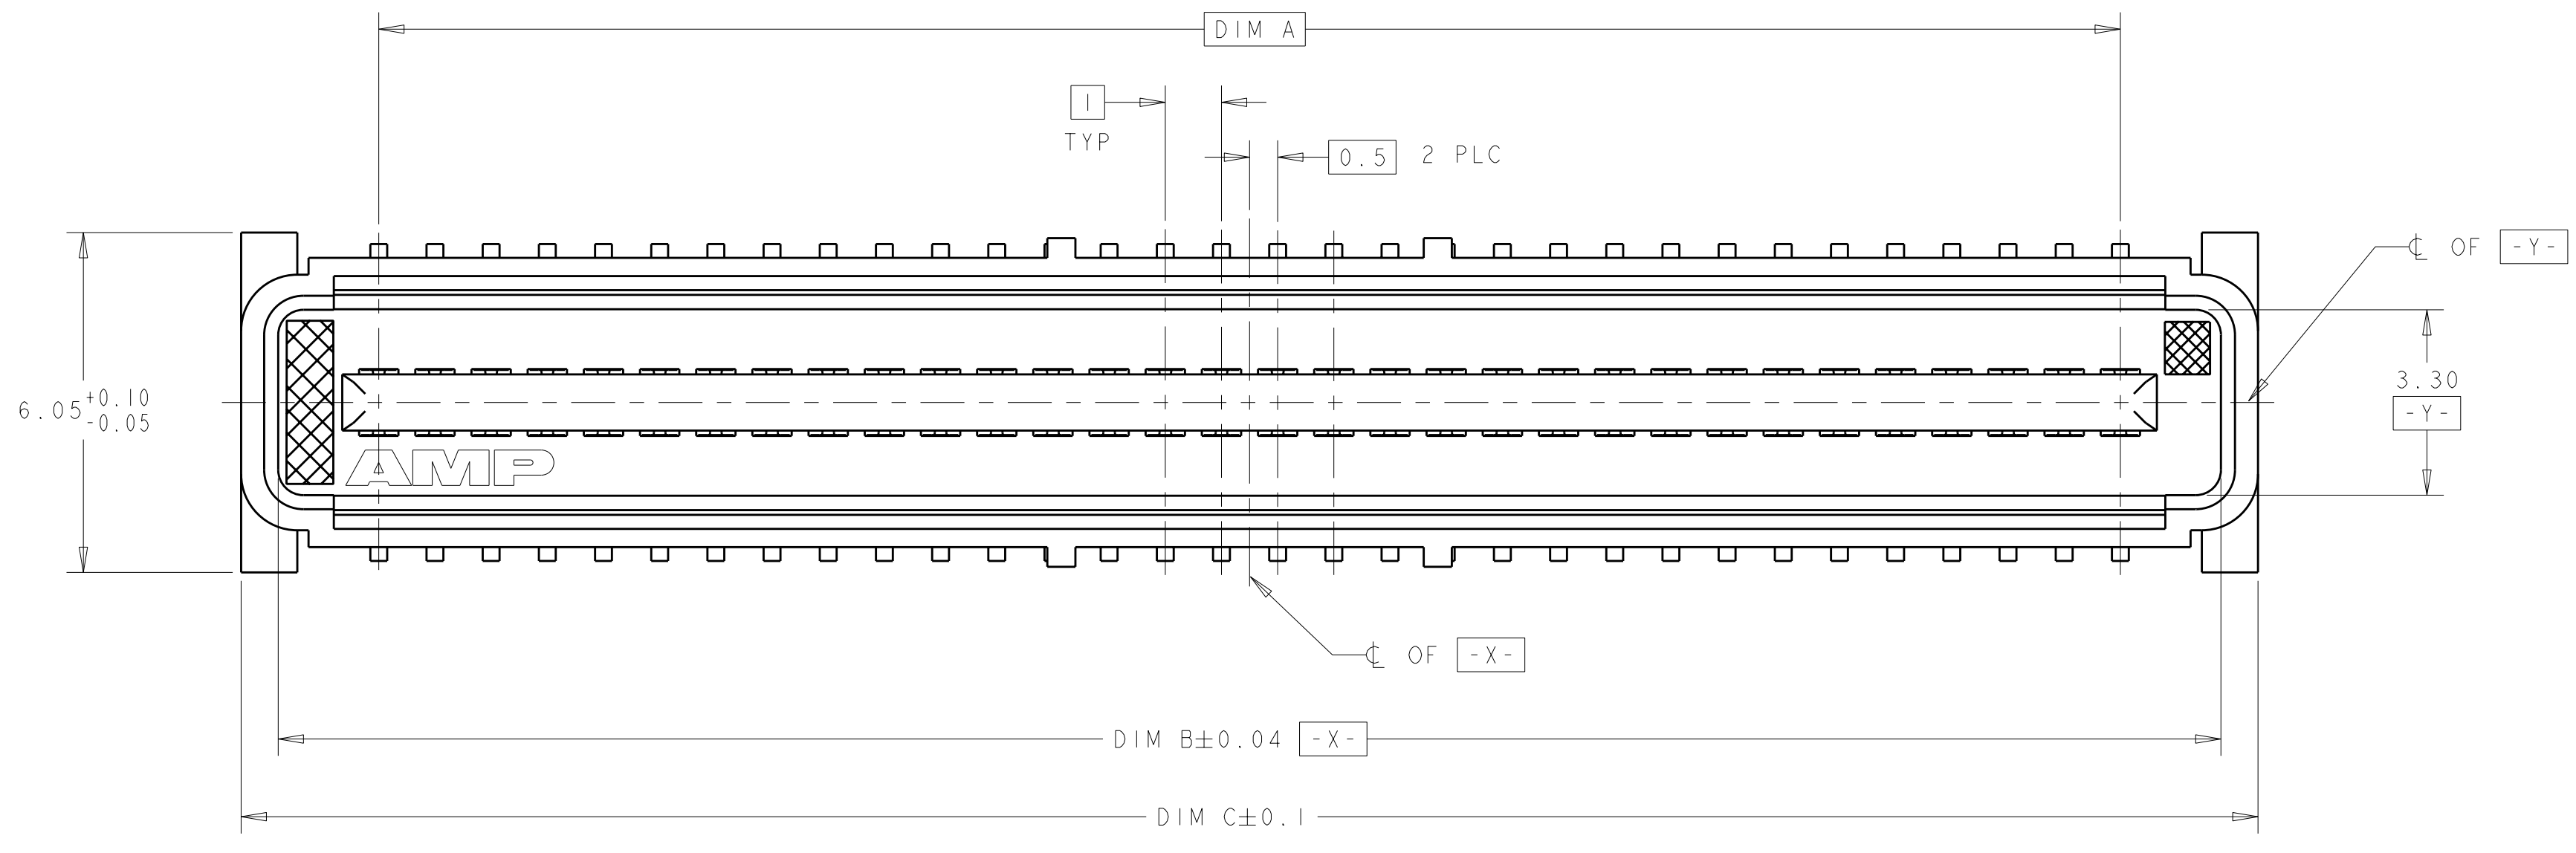 DIM A
1
TYP
0.5 2 PLC
℄ OF -Y-
6.05 +0.10
-0.05
3.30
-Y-
AMP
℄ OF -X-
DIM B±0.04 -X-
DIM C±0.1